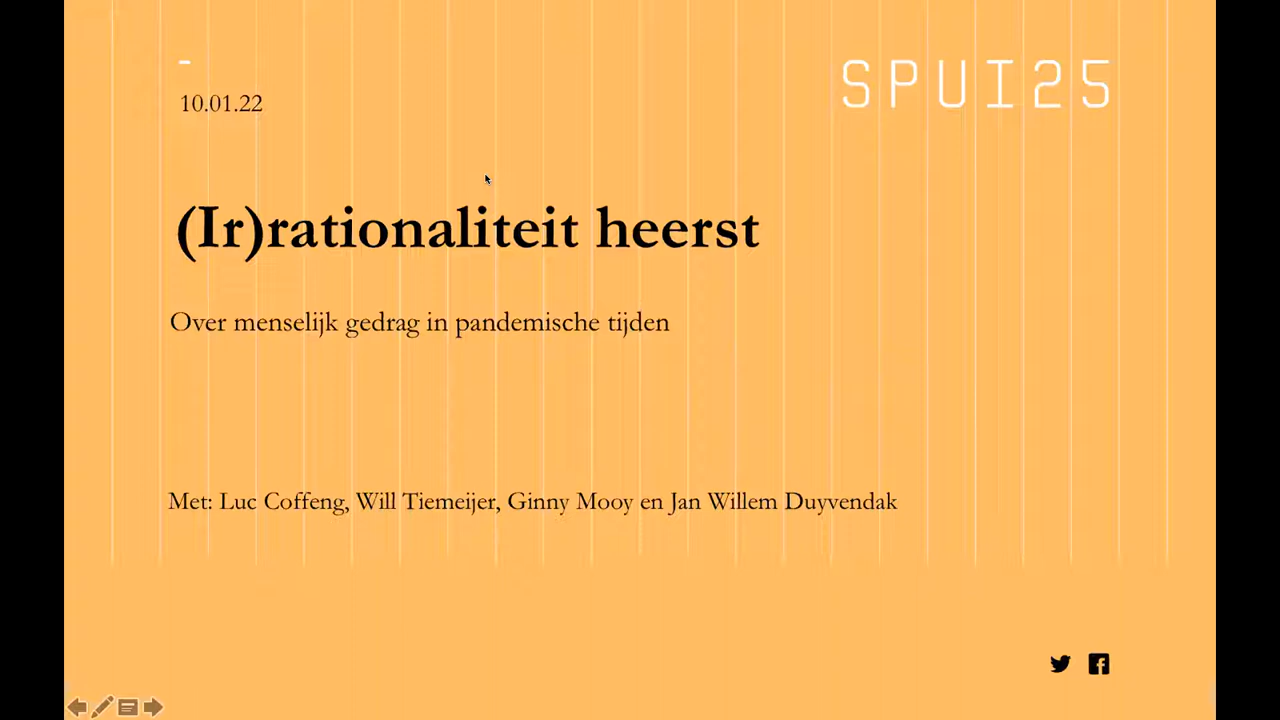 10.01.22
SPUI25
(Ir)rationaliteit heerst
Over menselijk gedrag in pandemische tijden
Met: Luc Coffeng, Will Tiemeijer, Ginny Mooy en Jan Willem Duyvendak